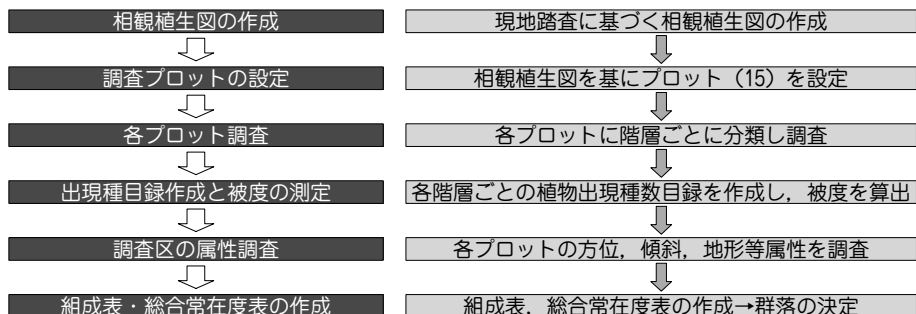 相観植生図の作成
現地踏査に基づく相観植生図の作成
調査プロットの設定
相観植生図を基にプロット（15）を設定
各プロット調査
各プロットに階層ごとに分類し調査
出現種目録作成と被度の測定
各階層ごとの植物出現種数目録を作成し，被度を算出
調査区の属性調査
各プロットの方位，傾斜，地形等属性を調査
組成表・総合常在度表の作成
組成表，総合常在度表の作成→群落の決定